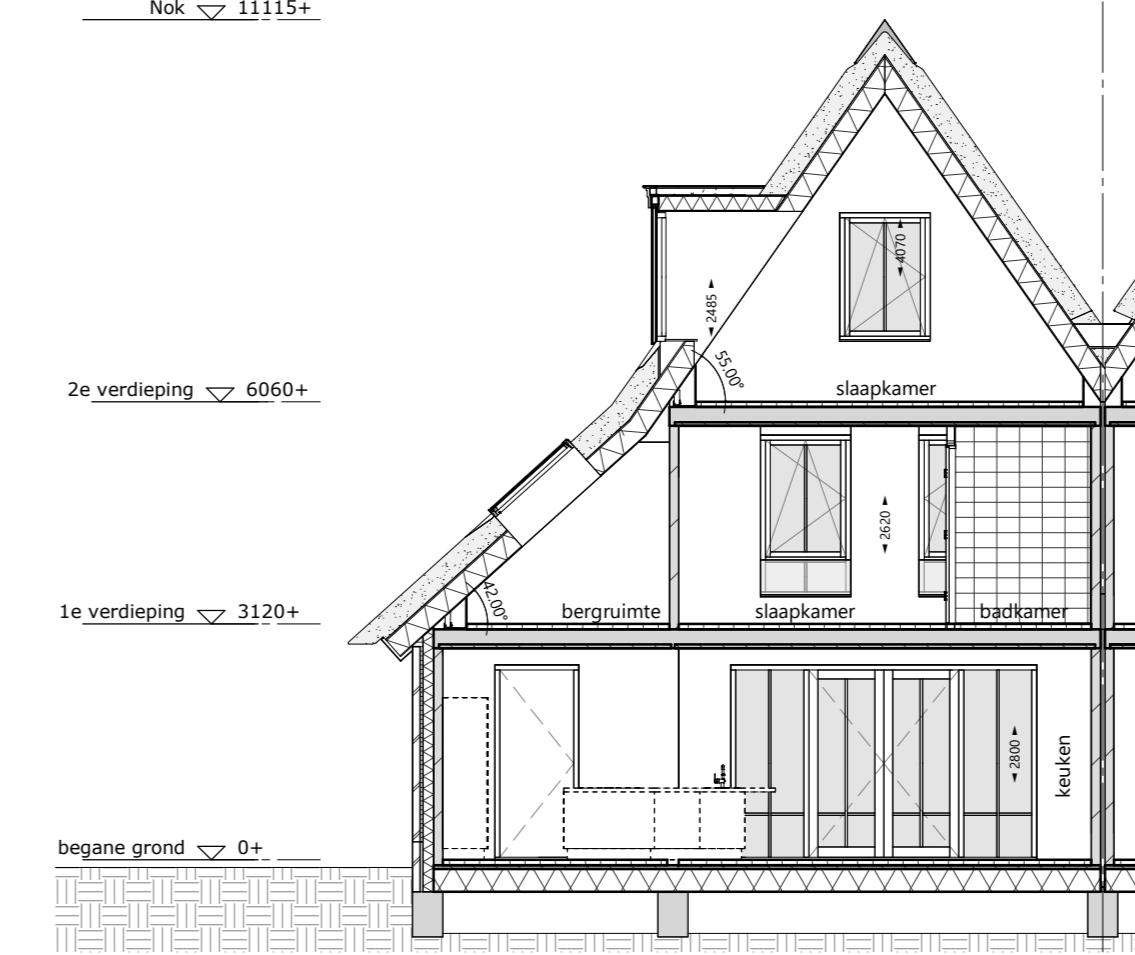 Nok 11115+
4070
2485
55.00°
2e verdieping 6060+
slaapkamer
2620
42.00°
1e verdieping 3120+
bergruimte slaapkamer badkamer
2800
keuken
begane grond 0+